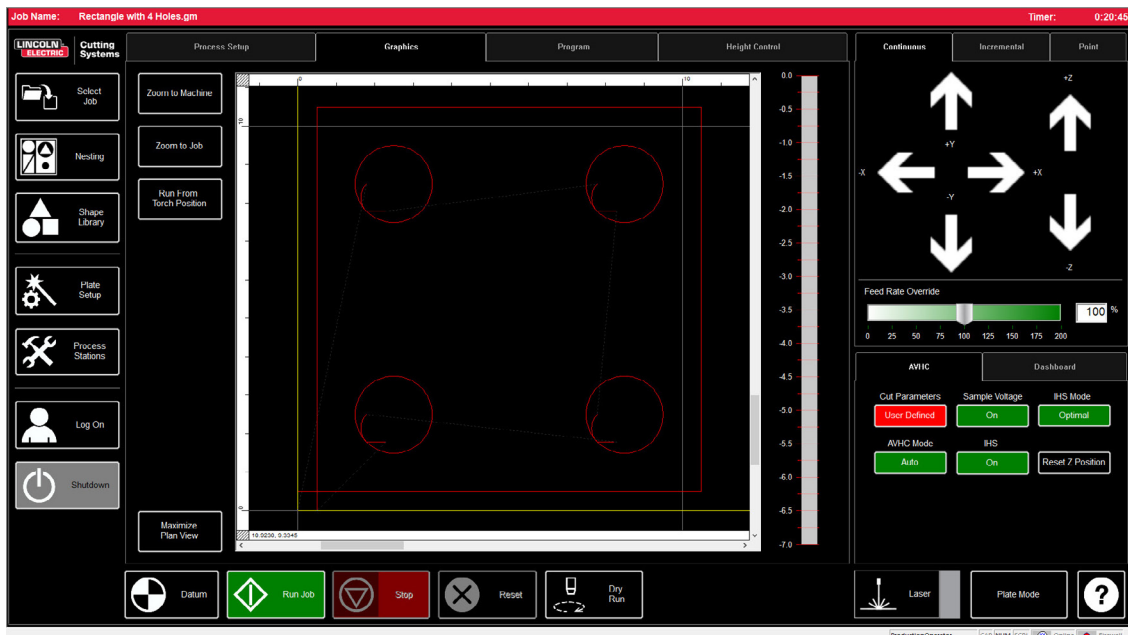 Job Name: Rectangle with 4 Holes.gm
Timer: 0:20:45
LINCOLN
ELECTRIC
Cutting
Systems
Process Setup
Graphics
Program
Height Control
Continuous
Incremental
Point
Select
Job
Nesting
Shape
Library
Plate
Setup
Process
Stations
Log On
Shutdown
Zoom to Machine
Zoom to Job
Run From
Torch Position
Maximize
Plan View
0
10
10
0
10.0230, 0.3345
0.0
-0.5
-1.0
-1.5
-2.0
-2.5
-3.0
-3.5
-4.0
-4.5
-5.0
-5.5
-6.0
-6.5
-7.0
+Z
+Y
-X
+X
-Y
-Z
Feed Rate Override
100 %
0 25 50 75 100 125 150 175 200
AVHC
Dashboard
Cut Parameters
Sample Voltage
IHS Mode
User Defined
On
Optimal
AVHC Mode
IHS
Auto
On
Reset Z Position
Datum
Run Job
Stop
Reset
Dry
Run
Laser
Plate Mode
?